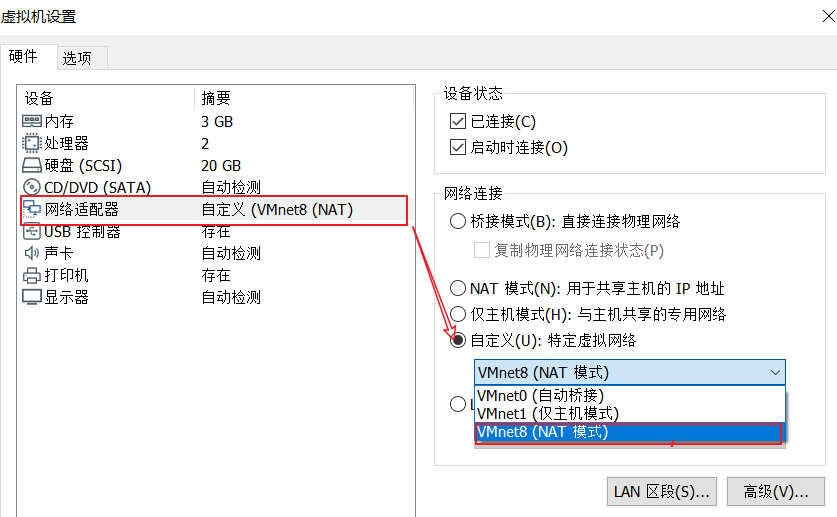 虚拟机设置
硬件 选项
设备 摘要
内存 3 GB
处理器 2
硬盘 (SCSI) 20 GB
CD/DVD (SATA) 自动检测
网络适配器 自定义 (VMnet8 (NAT)
USB 控制器 存在
声卡 自动检测
打印机 存在
显示器 自动检测
设备状态
已连接(C)
启动时连接(O)
网络连接
桥接模式(B): 直接连接物理网络
复制物理网络连接状态(P)
NAT 模式(N): 用于共享主机的 IP 地址
仅主机模式(H): 与主机共享的专用网络
自定义(U): 特定虚拟网络
VMnet8 (NAT 模式)
VMnet0 (自动桥接)
VMnet1 (仅主机模式)
VMnet8 (NAT 模式)
LAN 区段(S)... 高级(V)...